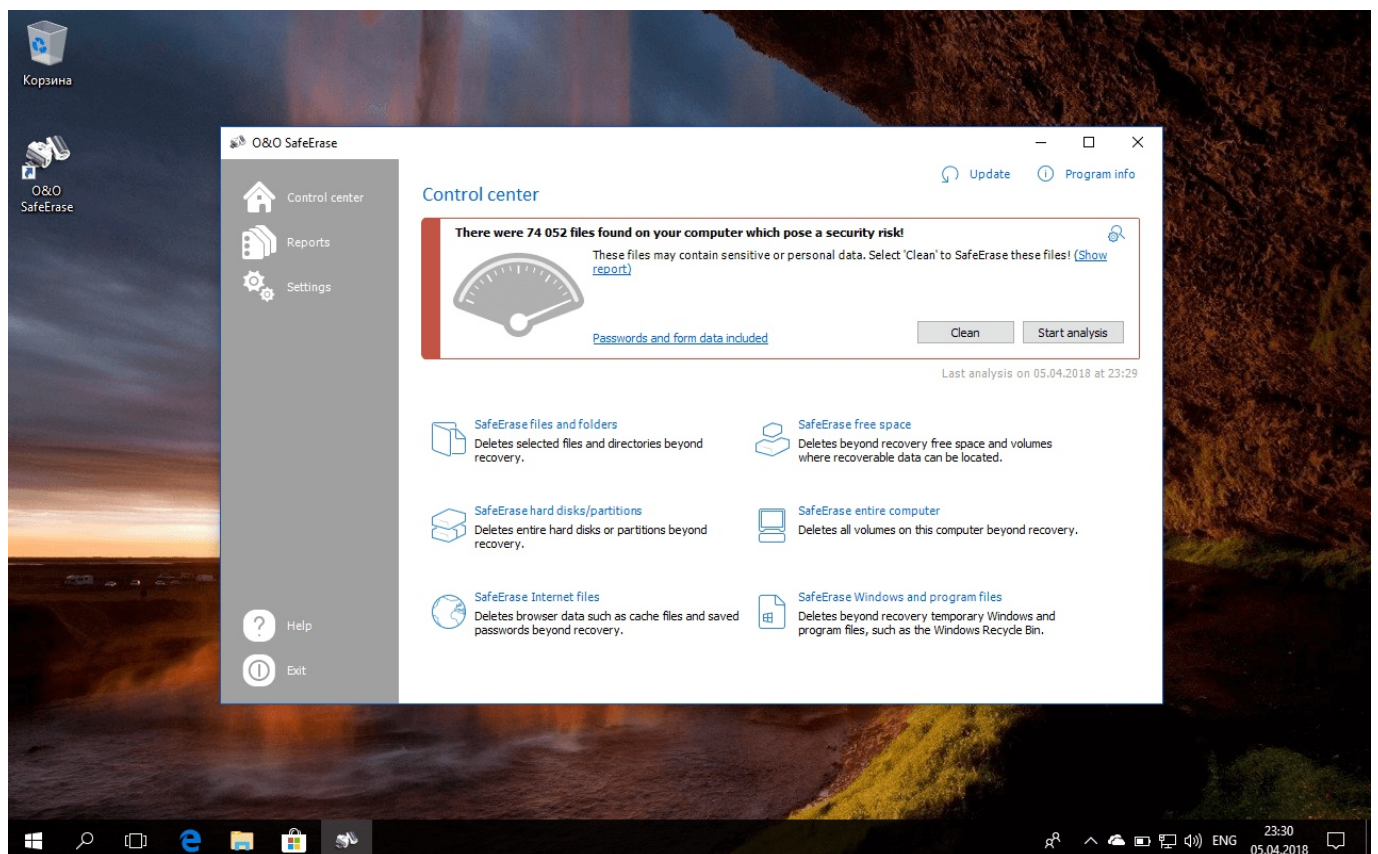 Корзина
O&O
SafeErase
O&O SafeErase
Control center
Reports
Settings
Help
Exit
Update
Program info
Control center
There were 74 052 files found on your computer which pose a security risk!
These files may contain sensitive or personal data. Select 'Clean' to SafeErase these files! (Show
report)
Passwords and form data included
Clean
Start analysis
Last analysis on 05.04.2018 at 23:29
SafeErase files and folders
Deletes selected files and directories beyond
recovery.
SafeErase free space
Deletes beyond recovery free space and volumes
where recoverable data can be located.
SafeErase hard disks/partitions
Deletes entire hard disks or partitions beyond
recovery.
SafeErase entire computer
Deletes all volumes on this computer beyond recovery.
SafeErase Internet files
Deletes browser data such as cache files and saved
passwords beyond recovery.
SafeErase Windows and program files
Deletes beyond recovery temporary Windows and
program files, such as the Windows Recycle Bin.
ENG
23:30
05.04.2018